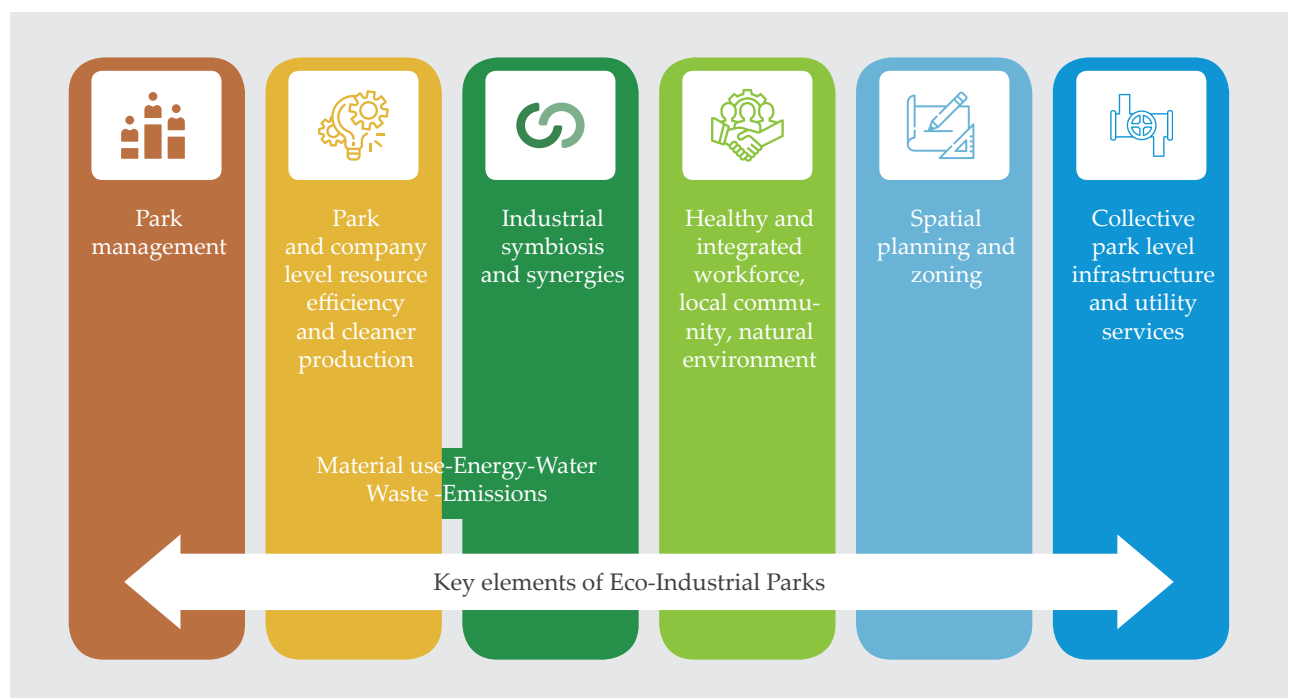 Park
management
Park
and company
level resource
efficiency
and cleaner
production
Industrial
symbiosis
and synergies
Healthy and
integrated
workforce,
local commu-
nity, natural
environment
Spatial
planning and
zoning
Collective
park level
infrastructure
and utility
services
Material use-Energy-Water
Waste -Emissions
Key elements of Eco-Industrial Parks